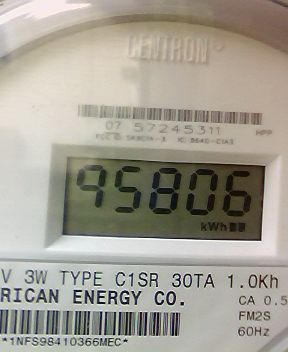 CENTRON
07 57245311
HPP
95806
kWh
V 3W TYPE C1SR 30TA 1.0Kh
RICAN ENERGY CO.
CA 0.5
FM2S
60Hz
*1NFS98410366MEC*